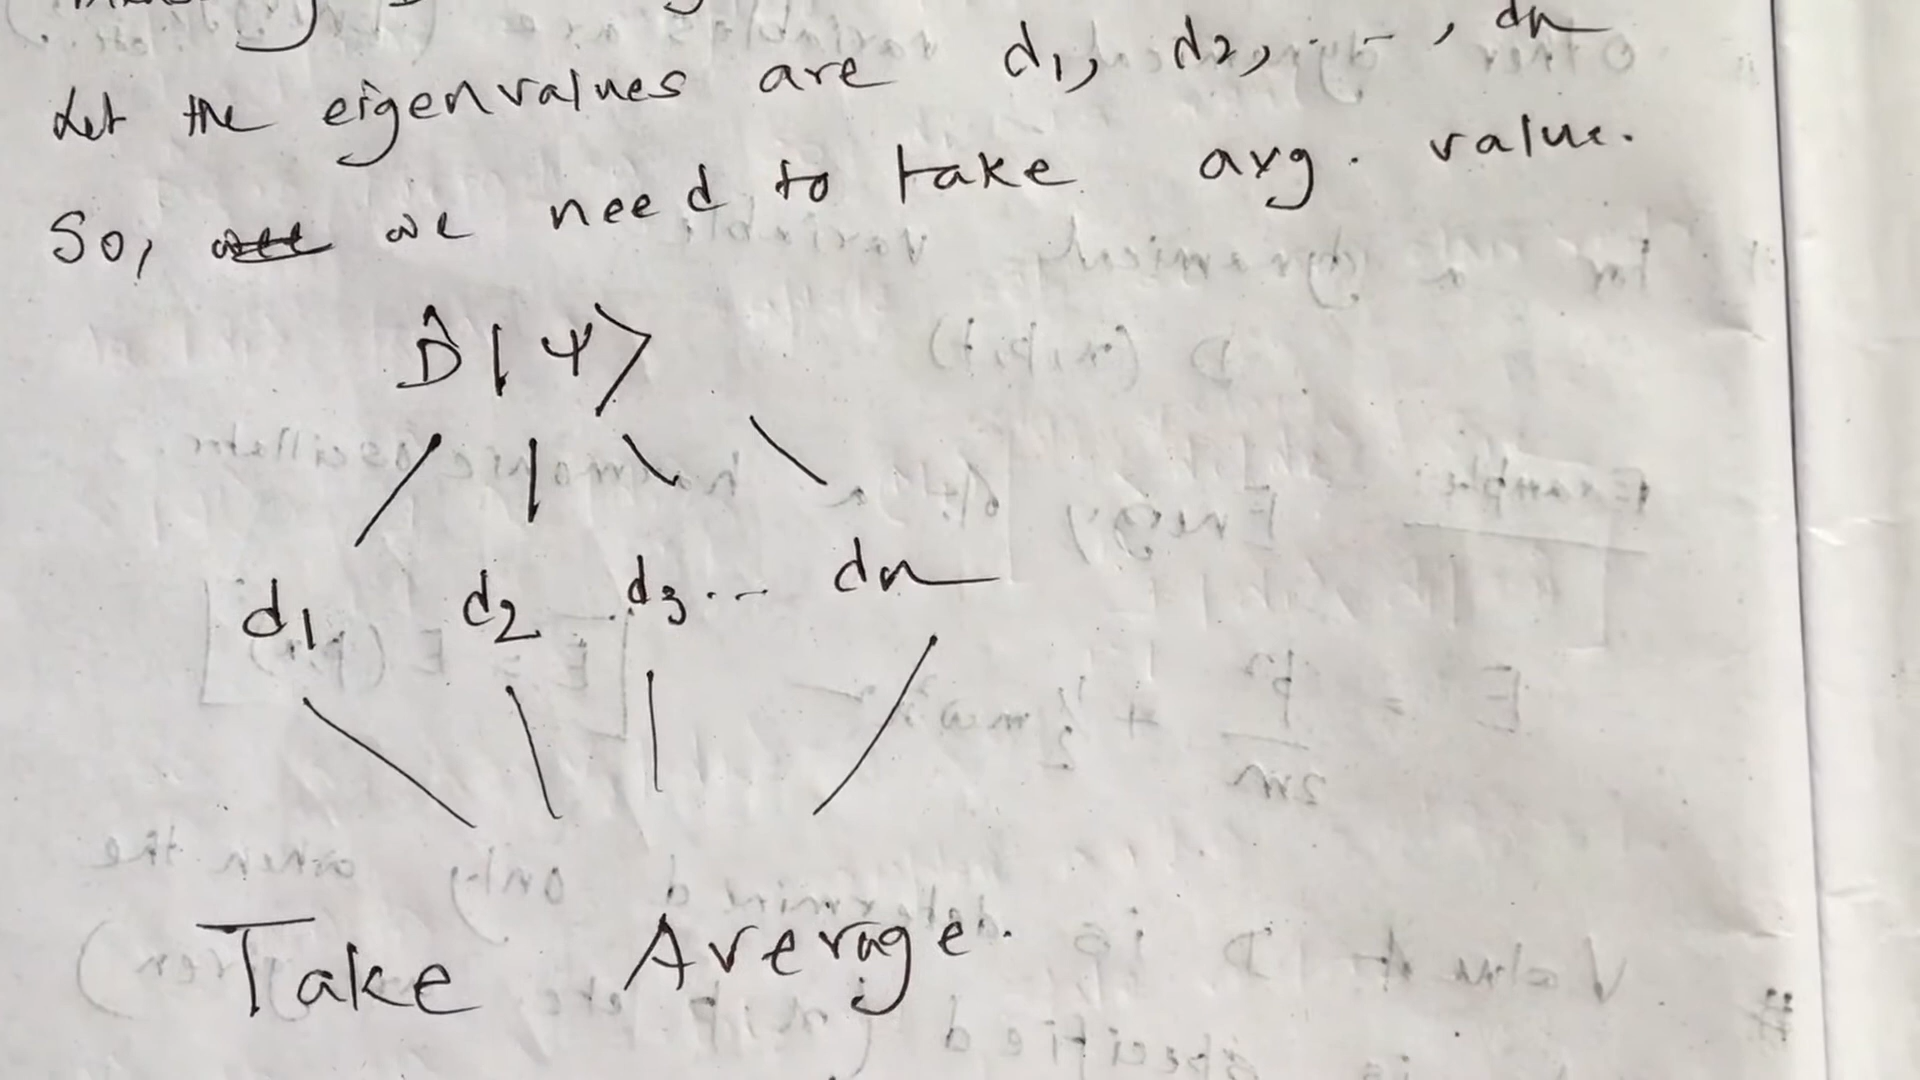 Let the eigenvalues are d1, d2, ..., dn
So, we need to take avg. value.
D̂|Ψ⟩
d1 d2 d3... dn
Take Average.